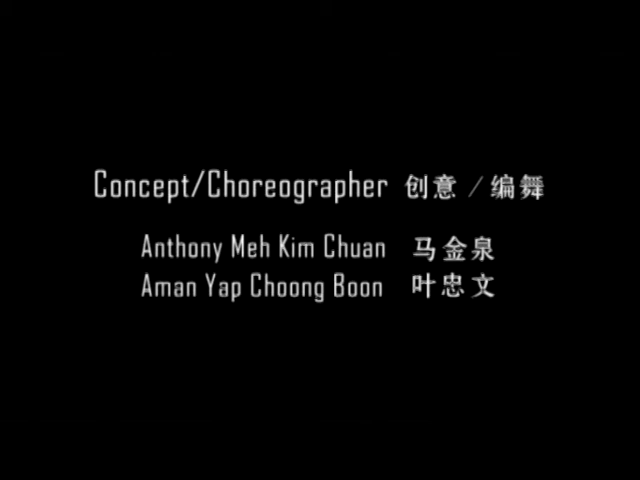 Concept/Choreographer 创意/编舞
Anthony Meh Kim Chuan 马金泉
Aman Yap Choong Boon 叶忠文